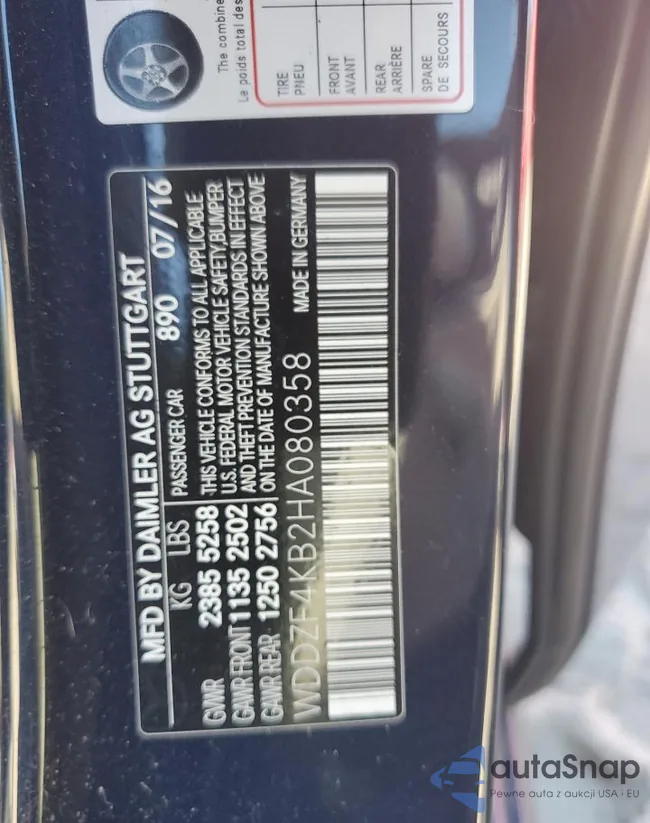 The combine
Le poids total des
TIRE
PNEU
FRONT
AVANT
REAR
ARRIÈRE
SPARE
DE SECOURS
MFD BY DAIMLER AG STUTTGART
KG LBS PASSENGER CAR 890 07/16
GVWR 2385 5258 THIS VEHICLE CONFORMS TO ALL APPLICABLE
U.S. FEDERAL MOTOR VEHICLE SAFETY, BUMPER
GAWR FRONT 1135 2502 AND THEFT PREVENTION STANDARDS IN EFFECT
GAWR REAR 1250 2756 ON THE DATE OF MANUFACTURE SHOWN ABOVE
WDDZF4KB2HA080358 MADE IN GERMANY
autaSnap
Pewne auta z aukcji USA i EU